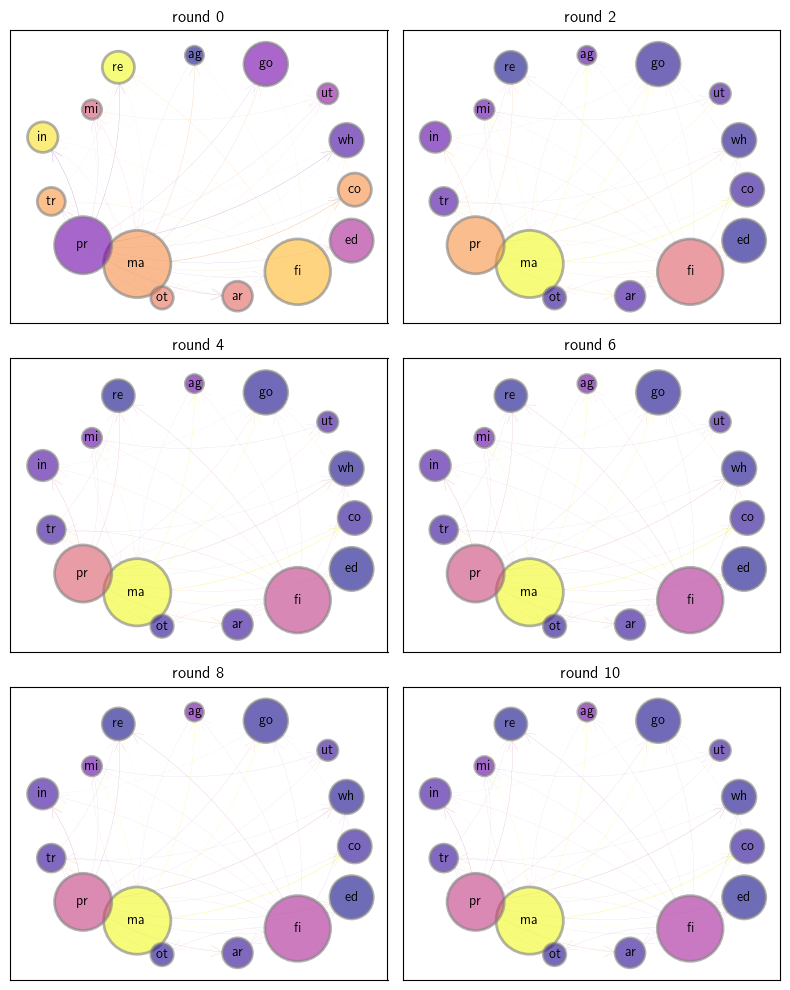 round 0
re
ag
go
mi
ut
in
wh
tr
co
pr
ma
ed
fi
ot
ar
round 2
re
ag
go
mi
ut
in
wh
tr
co
pr
ma
ed
fi
ot
ar
round 4
re
ag
go
mi
ut
in
wh
tr
co
pr
ma
ed
fi
ot
ar
round 6
re
ag
go
mi
ut
in
wh
tr
co
pr
ma
ed
fi
ot
ar
round 8
re
ag
go
mi
ut
in
wh
tr
co
pr
ma
ed
fi
ot
ar
round 10
re
ag
go
mi
ut
in
wh
tr
co
pr
ma
ed
fi
ot
ar